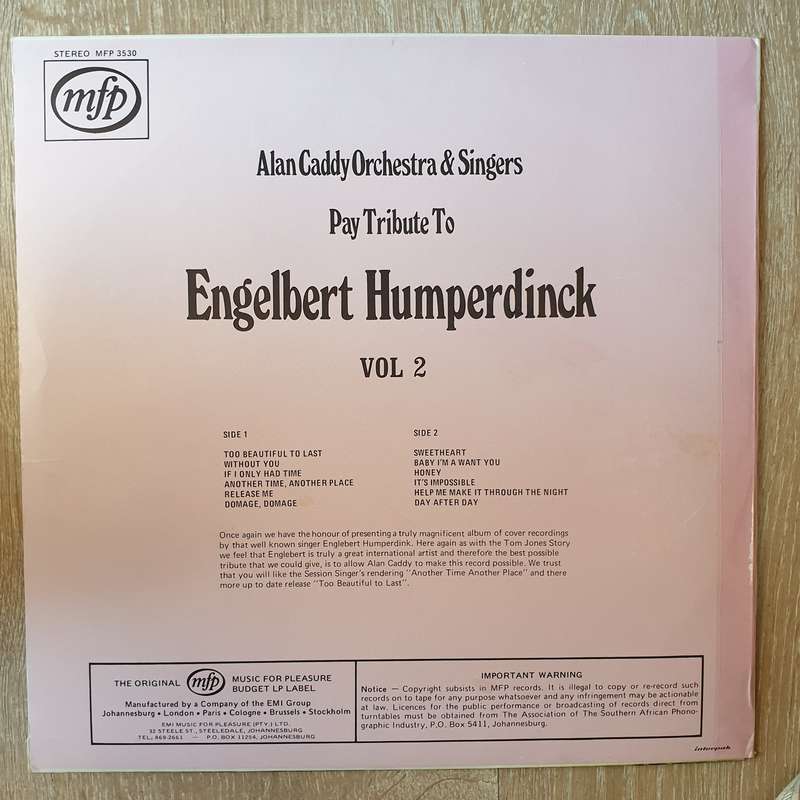 STEREO MFP 3530
mfp
Alan Caddy Orchestra & Singers
Pay Tribute To
Engelbert Humperdinck
VOL 2
SIDE 1
TOO BEAUTIFUL TO LAST
WITHOUT YOU
IF I ONLY HAD TIME
ANOTHER TIME, ANOTHER PLACE
RELEASE ME
DOMAGE, DOMAGE
SIDE 2
SWEETHEART
BABY I'M A WANT YOU
HONEY
IT'S IMPOSSIBLE
HELP ME MAKE IT THROUGH THE NIGHT
DAY AFTER DAY
Once again we have the honour of presenting a truly magnificent album of cover recordings
by that well known singer Englebert Humperdink. Here again as with the Tom Jones Story
we feel that Englebert is truly a great international artist and therefore the best possible
tribute that we could give, is to allow Alan Caddy to make this record possible. We trust
that you will like the Session Singer's rendering "Another Time Another Place" and there
more up to date release "Too Beautiful to Last".
THE ORIGINAL mfp MUSIC FOR PLEASURE
BUDGET LP LABEL
Manufactured by a Company of the EMI Group
Johannesburg • London • Paris • Cologne • Brussels • Stockholm
EMI MUSIC FOR PLEASURE (PTY.) LTD.
32 STEELE ST., STEELEDALE, JOHANNESBURG
TEL. 869-2661 — P.O. BOX 11254, JOHANNESBURG
IMPORTANT WARNING
Notice — Copyright subsists in MFP records. It is illegal to copy or re-record such
records on to tape for any purpose whatsoever and any infringement may be actionable
at law. Licences for the public performance or broadcasting of records direct from
turntables must be obtained from The Association of The Southern African Phono-
graphic Industry, P.O. Box 5411, Johannesburg.
interpak